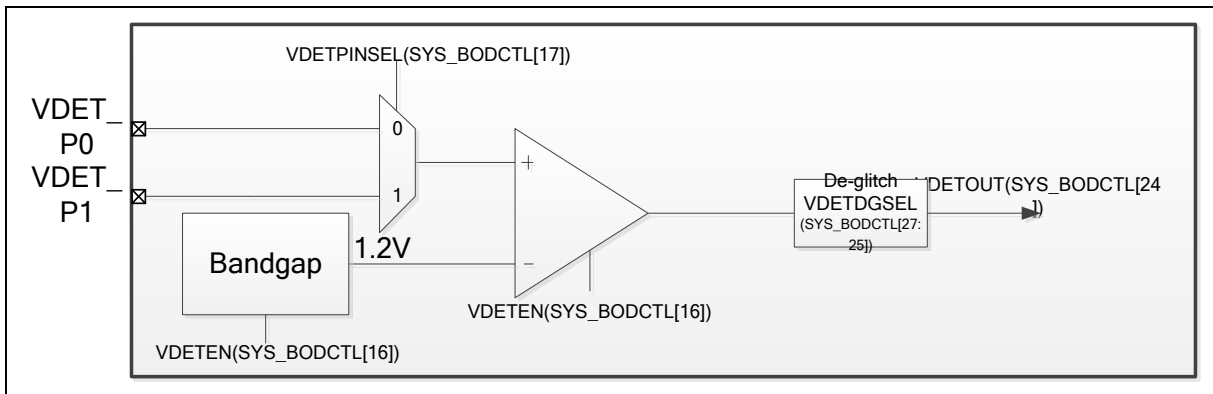 VDETPINSEL(SYS_BODCTL[17])
VDET_
P0
0
VDET_
P1
1
+
De-glitch
VDETDGSEL
(SYS_BODCTL[27:
25])
VDETOUT(SYS_BODCTL[24
])
Bandgap
1.2V
−
VDETEN(SYS_BODCTL[16])
VDETEN(SYS_BODCTL[16])